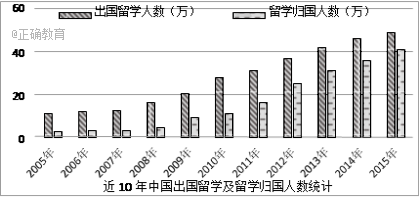 60
出国留学人数（万） 留学归国人数（万）
@正确教育
40
20
0
2005年 2006年 2007年 2008年 2009年 2010年 2011年 2012年 2013年 2014年 2015年
近10年中国出国留学及留学归国人数统计